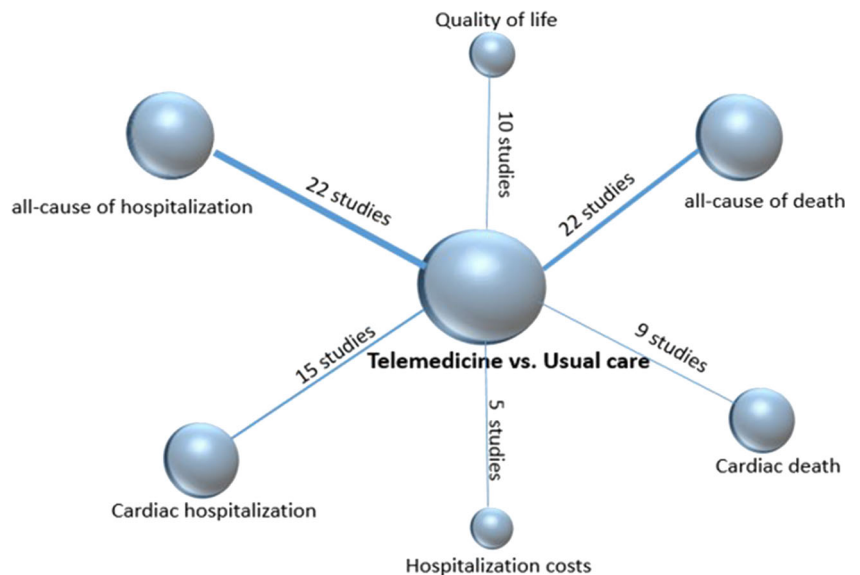 Quality of life
10 studies
22 studies
22 studies
all-cause of hospitalization
all-cause of death
Telemedicine vs. Usual care
15 studies
9 studies
5 studies
Cardiac hospitalization
Cardiac death
Hospitalization costs